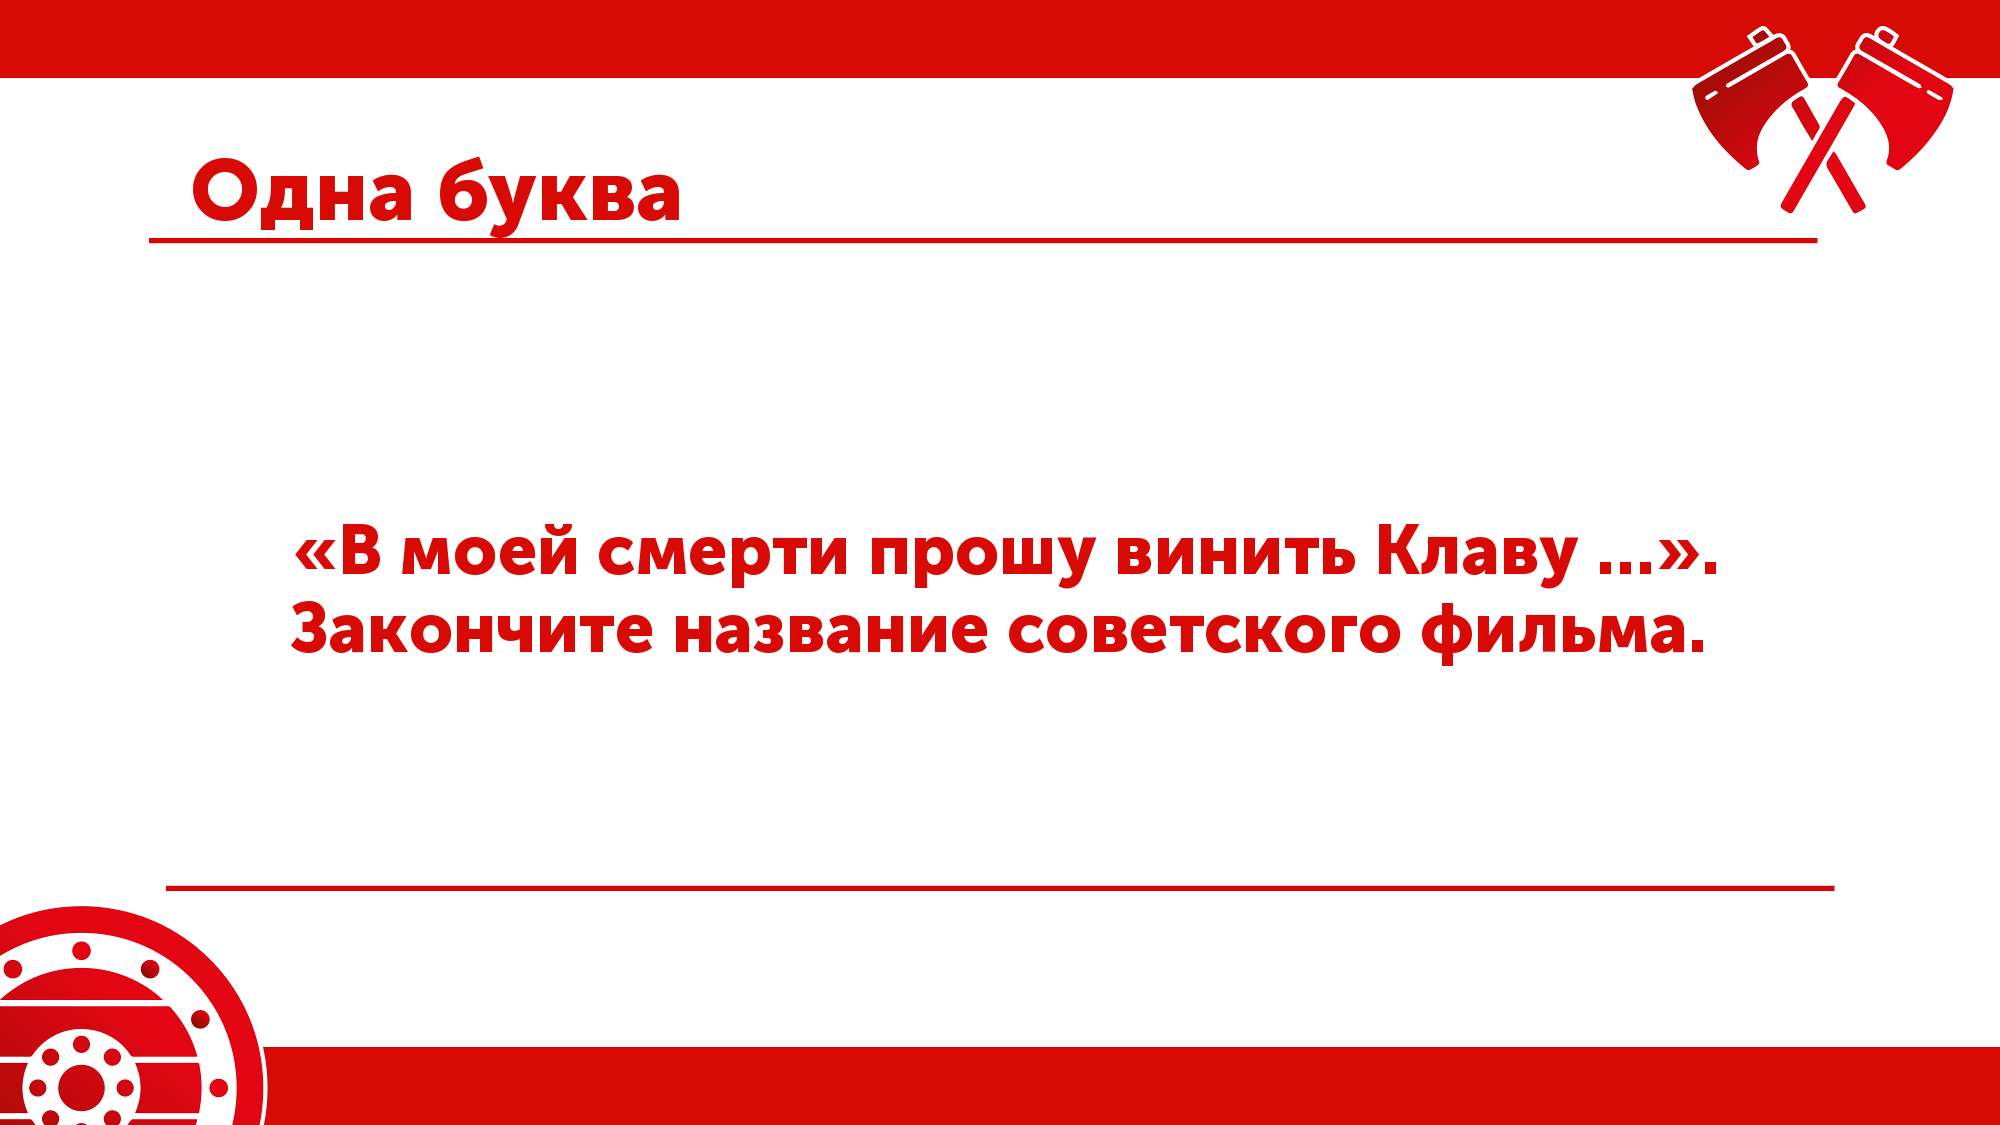 Одна буква
«В моей смерти прошу винить Клаву ...».
Закончите название советского фильма.